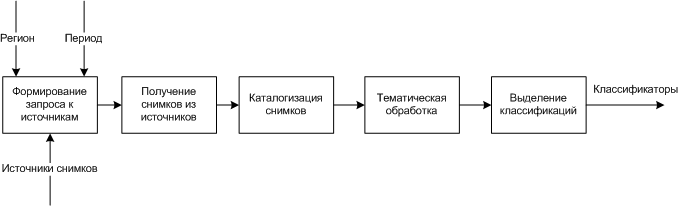 Регион
Период
Формирование
запроса к
источникам
Получение
снимков из
источников
Каталогизация
снимков
Тематическая
обработка
Выделение
классификаций
Классификаторы
Источники снимков